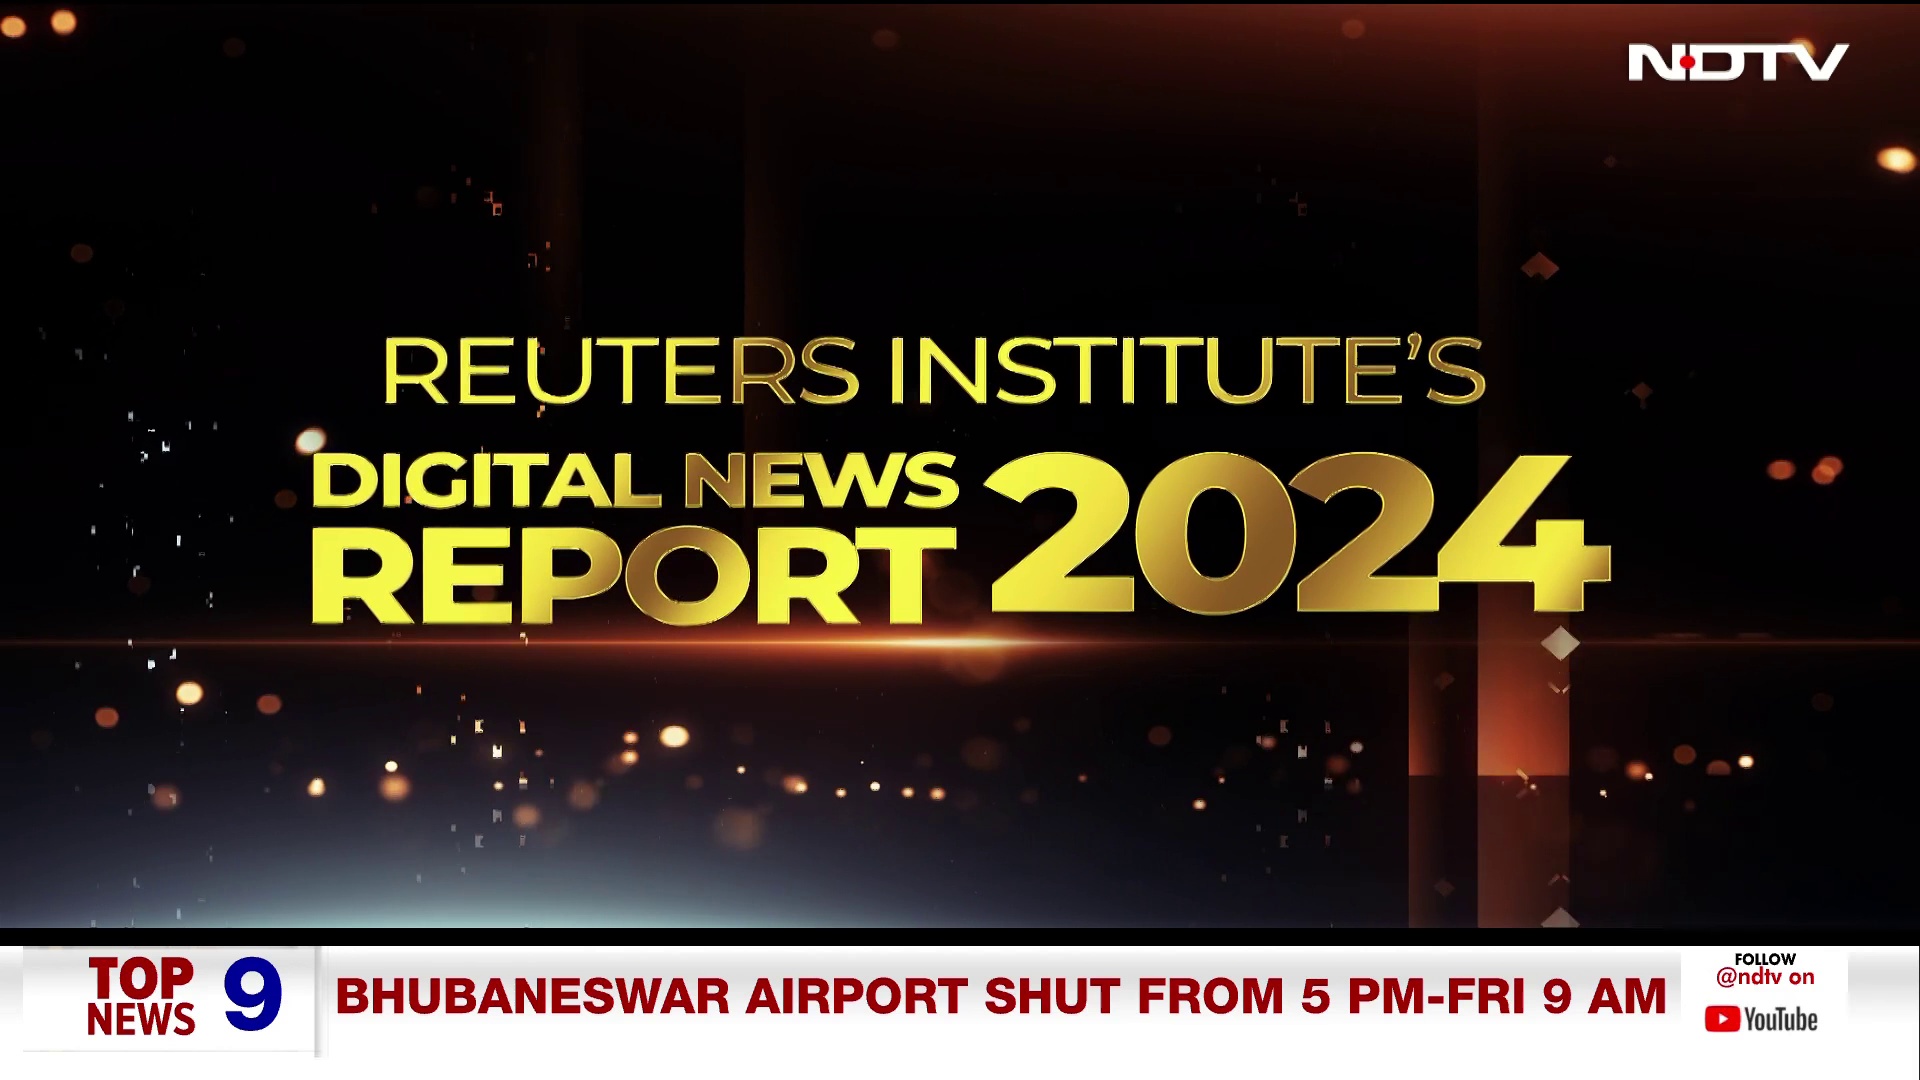 NDTV
REUTERS INSTITUTE'S
DIGITAL NEWS
REPORT 2024
TOP
NEWS 9
BHUBANESWAR AIRPORT SHUT FROM 5 PM-FRI 9 AM
FOLLOW
@ndtv on
YouTube